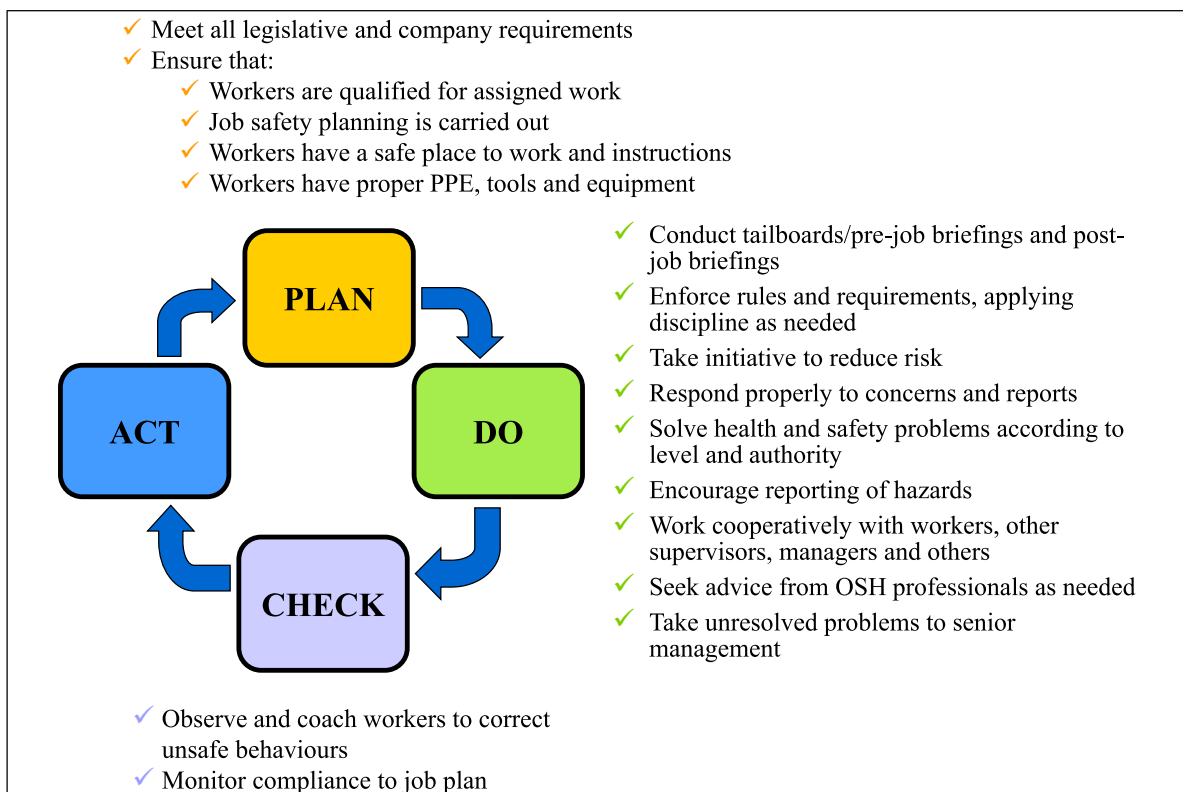 ✓ Meet all legislative and company requirements
✓ Ensure that:
✓ Workers are qualified for assigned work
✓ Job safety planning is carried out
✓ Workers have a safe place to work and instructions
✓ Workers have proper PPE, tools and equipment
PLAN
ACT
DO
CHECK
✓ Conduct tailboards/pre-job briefings and post-
job briefings
✓ Enforce rules and requirements, applying
discipline as needed
✓ Take initiative to reduce risk
✓ Respond properly to concerns and reports
✓ Solve health and safety problems according to
level and authority
✓ Encourage reporting of hazards
✓ Work cooperatively with workers, other
supervisors, managers and others
✓ Seek advice from OSH professionals as needed
✓ Take unresolved problems to senior
management
✓ Observe and coach workers to correct
unsafe behaviours
✓ Monitor compliance to job plan